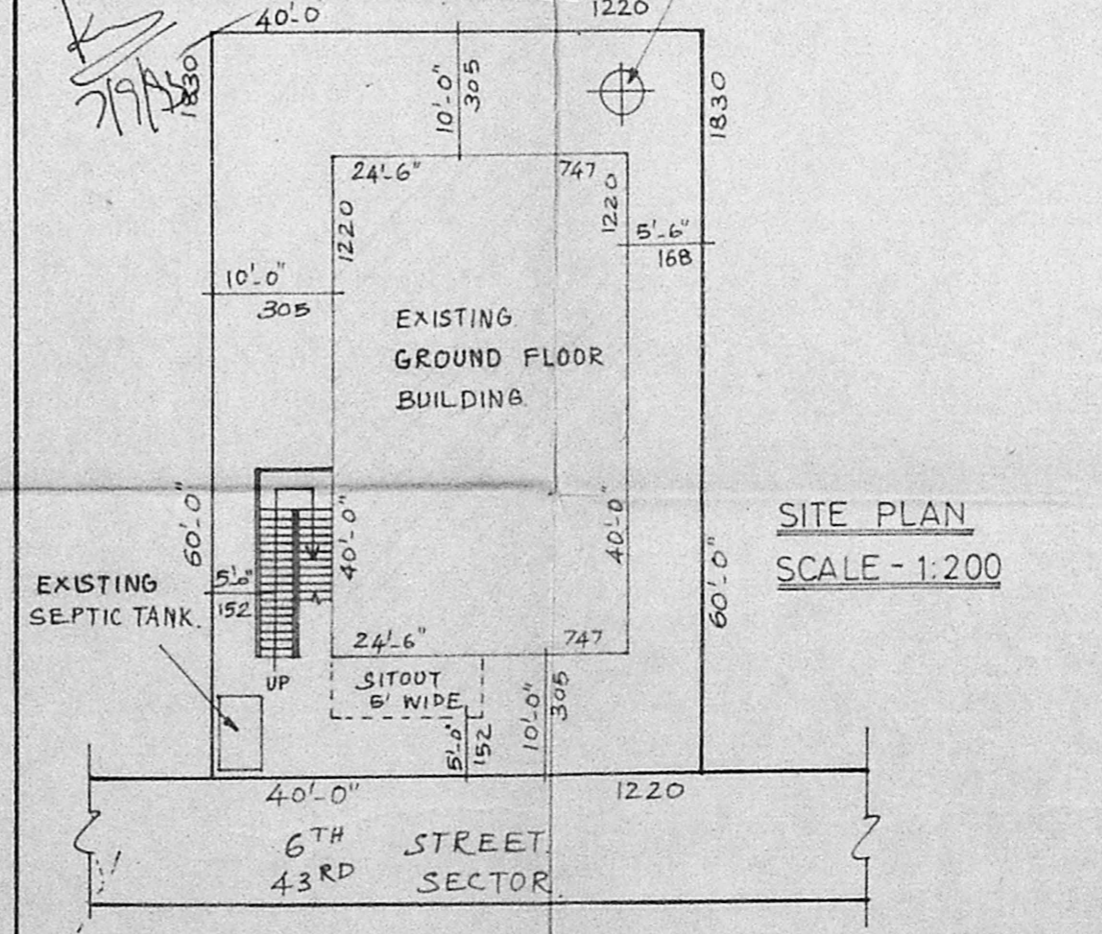 40'-0
1220
7/9/95
1830
10'-0"
305
1830
24'-6"
747
1220
1220
5'-6"
168
10'-0"
305
EXISTING
GROUND FLOOR
BUILDING
60'-0"
40'-0"
40'-0"
60'-0"
SITE PLAN
SCALE - 1:200
EXISTING
SEPTIC TANK.
5'-0"
152
24'-6"
747
UP
SITOUT
5' WIDE
5'-0"
152
10'-0"
305
40'-0"
1220
6TH STREET
43RD SECTOR